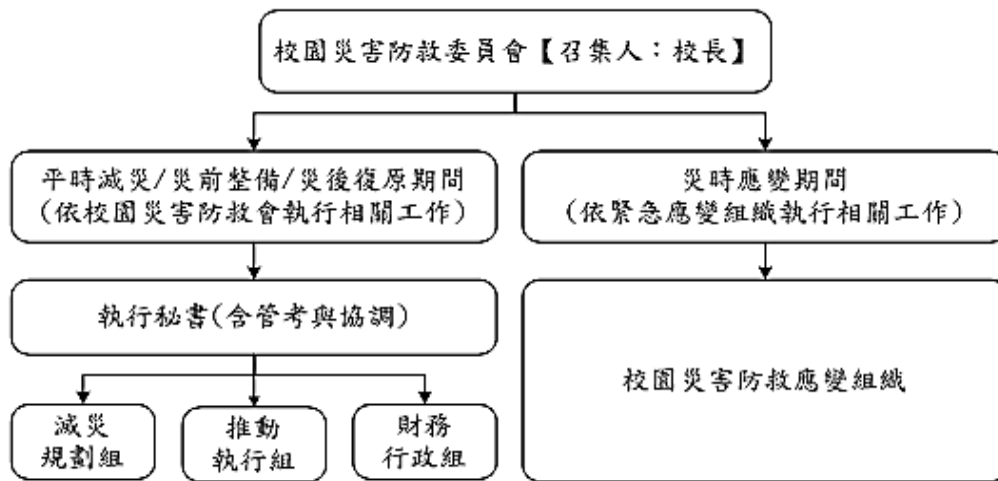 校園災害防救委員會【召集人：校長】
平時減災/災前整備/災後復原期間
(依校園災害防救會執行相關工作)
災時應變期間
(依緊急應變組織執行相關工作)
執行秘書(含管考與協調)
校園災害防救應變組織
減災
規劃組
推動
執行組
財務
行政組